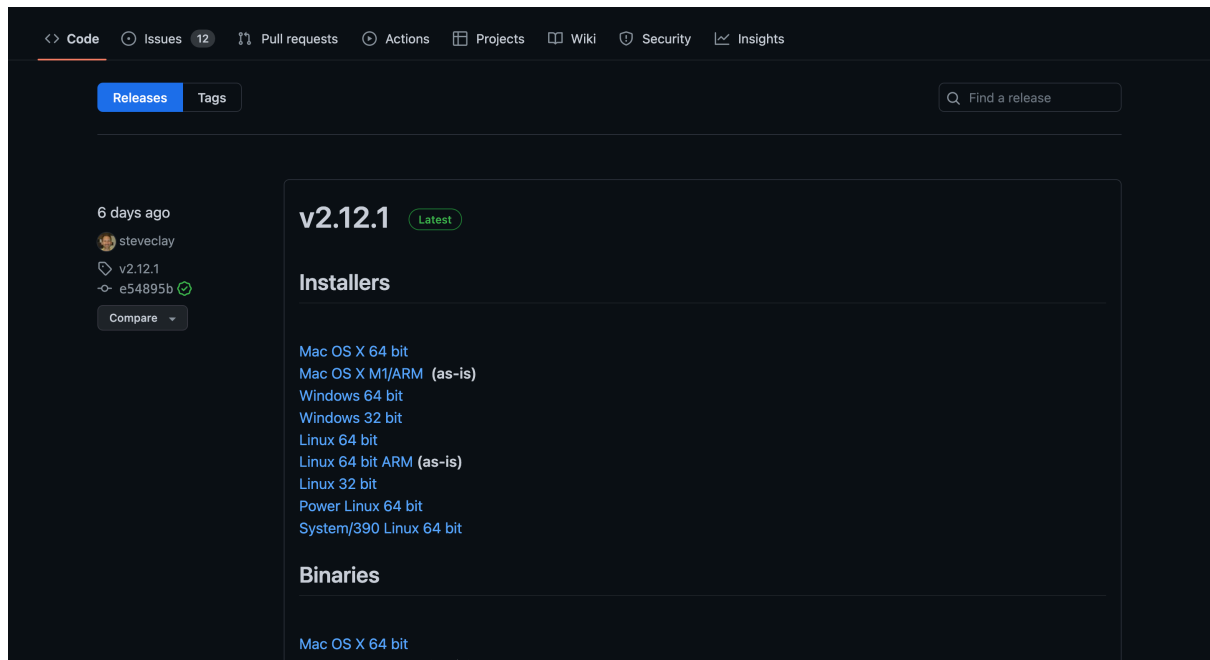 Code Issues 12 Pull requests Actions Projects Wiki Security Insights
Releases Tags Find a release
6 days ago
steveclay
v2.12.1
e54895b
Compare
v2.12.1 Latest
Installers
Mac OS X 64 bit
Mac OS X M1/ARM (as-is)
Windows 64 bit
Windows 32 bit
Linux 64 bit
Linux 64 bit ARM (as-is)
Linux 32 bit
Power Linux 64 bit
System/390 Linux 64 bit
Binaries
Mac OS X 64 bit